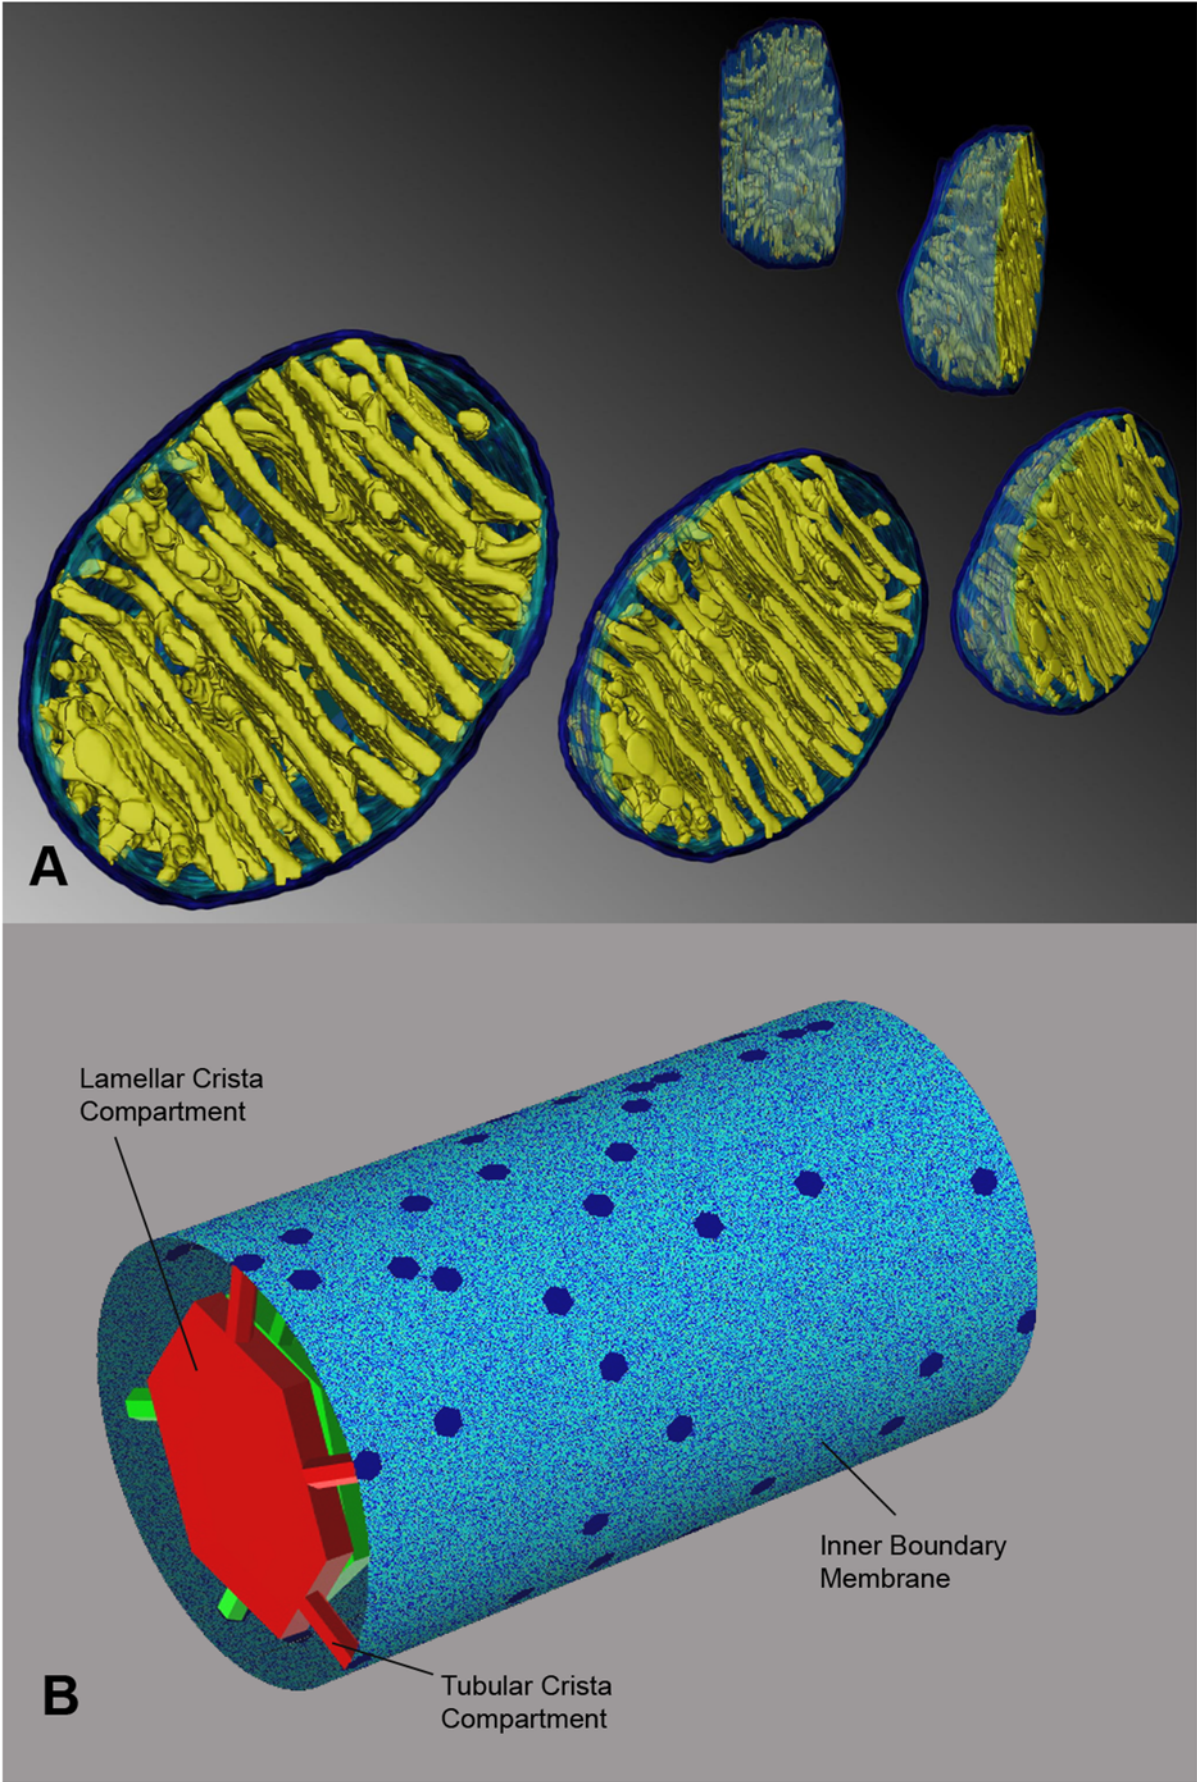 A
Lamellar Crista
Compartment
Inner Boundary
Membrane
Tubular Crista
Compartment
B